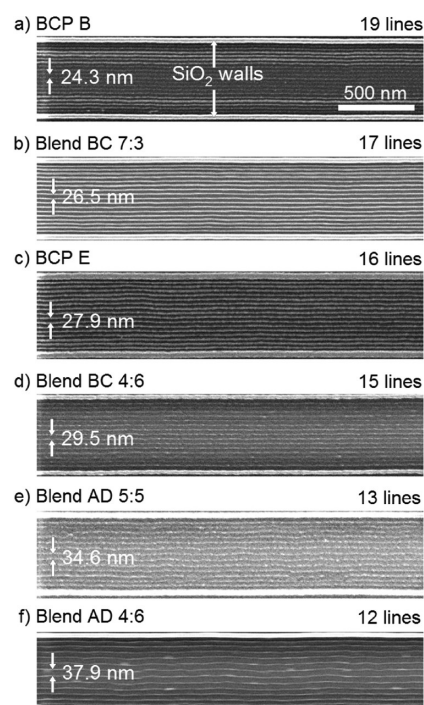 a) BCP B 19 lines
24.3 nm
SiO₂ walls
500 nm
b) Blend BC 7:3 17 lines
26.5 nm
c) BCP E 16 lines
27.9 nm
d) Blend BC 4:6 15 lines
29.5 nm
e) Blend AD 5:5 13 lines
34.6 nm
f) Blend AD 4:6 12 lines
37.9 nm